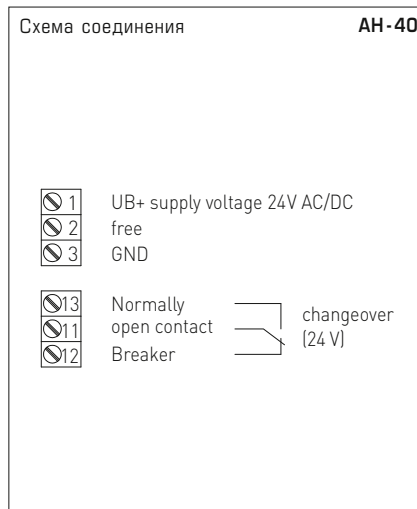 Схема соединения AH-40
1 UB+ supply voltage 24V AC/DC
2 free
3 GND
13 Normally
11 open contact
12 Breaker
changeover
(24 V)